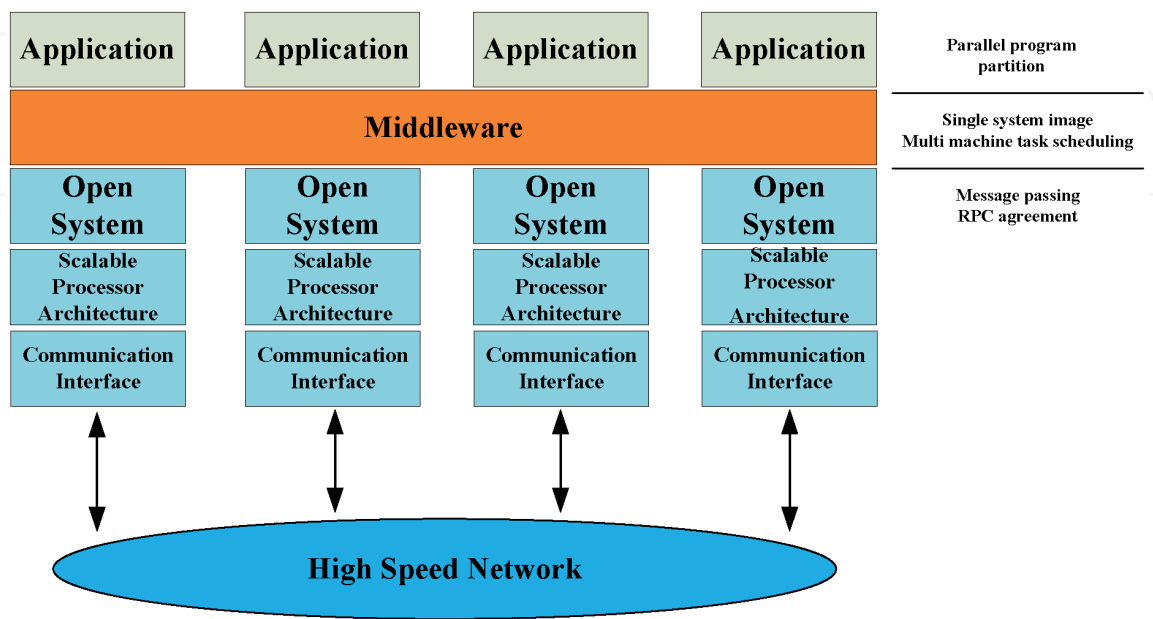 Application Application Application Application
Parallel program
partition
Middleware
Single system image
Multi machine task scheduling
Open Open Open Open
System System System System
Message passing
RPC agreement
Scalable Scalable Scalable Scalable
Processor Processor Processor Processor
Architecture Architecture Architecture Architecture
Communication Communication Communication Communication
Interface Interface Interface Interface
High Speed Network